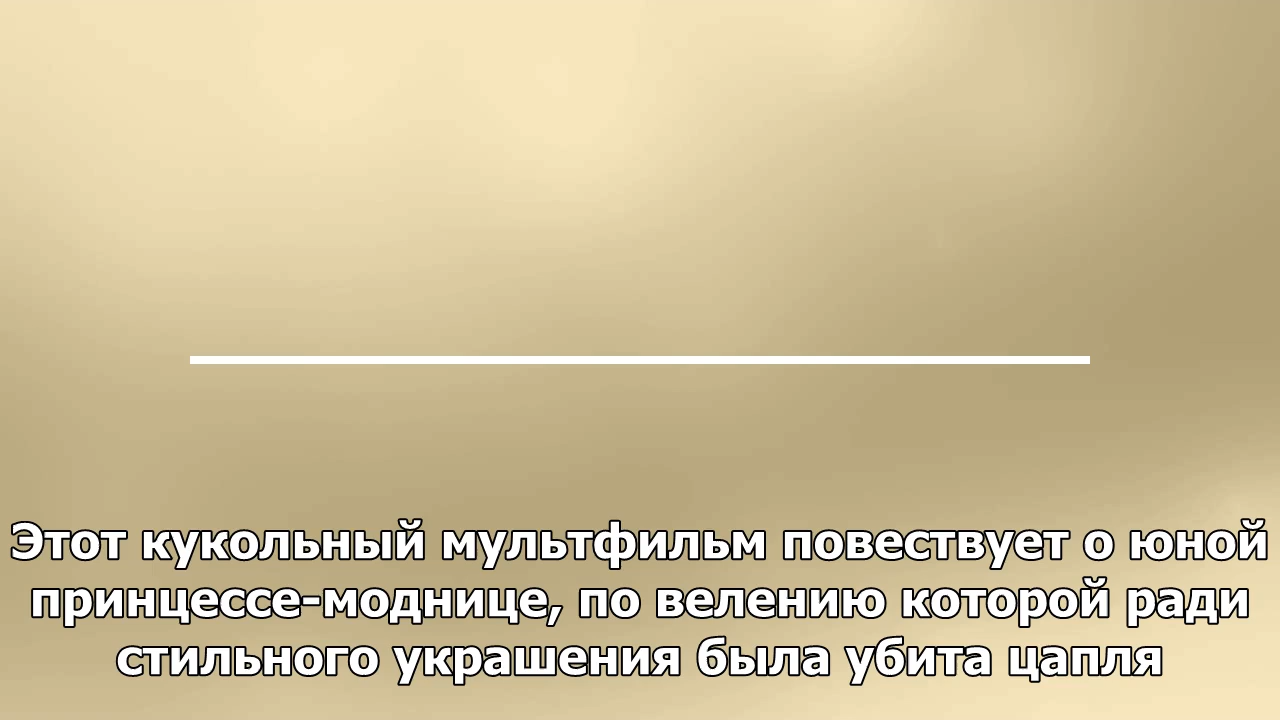 Этот кукольный мультфильм повествует о юной
принцессе-моднице, по велению которой ради
стильного украшения была убита цапля